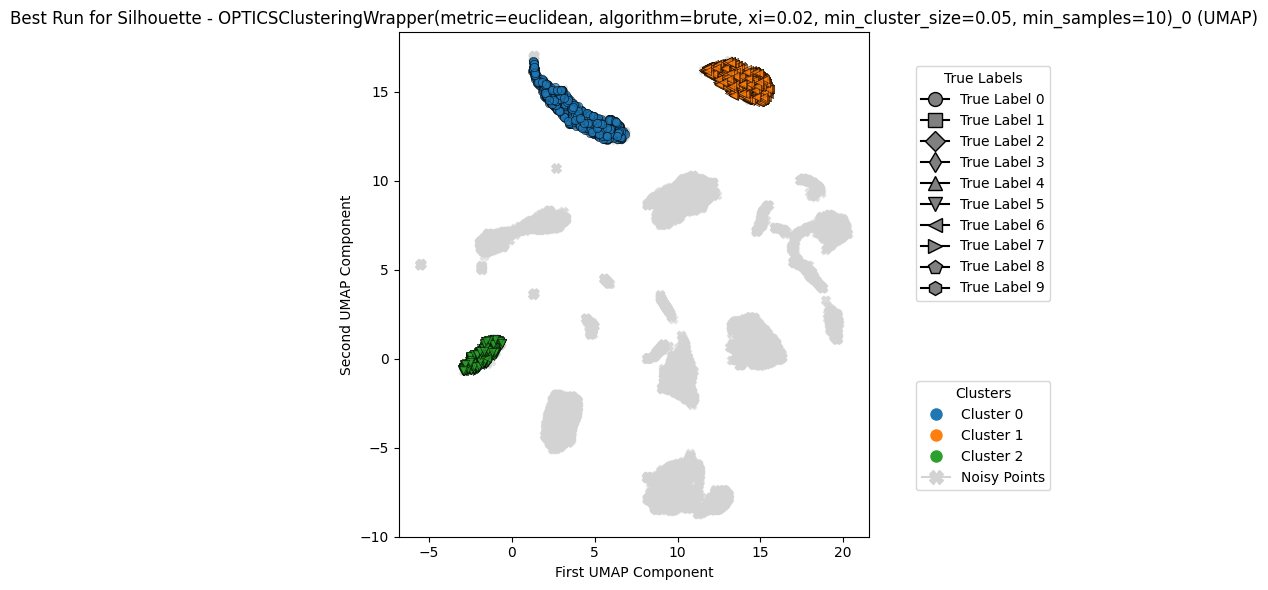 Best Run for Silhouette - OPTICSClusteringWrapper(metric=euclidean, algorithm=brute, xi=0.02, min_cluster_size=0.05, min_samples=10)_0 (UMAP)
Second UMAP Component
15
10
5
0
−5
−10
−5
0
5
10
15
20
First UMAP Component
True Labels
True Label 0
True Label 1
True Label 2
True Label 3
True Label 4
True Label 5
True Label 6
True Label 7
True Label 8
True Label 9
Clusters
Cluster 0
Cluster 1
Cluster 2
Noisy Points